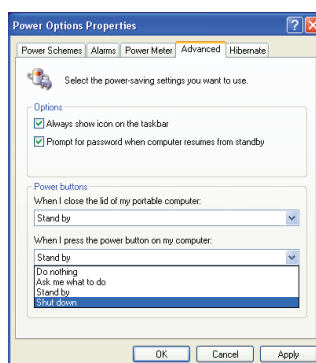 Power Options Properties
Power Schemes Alarms Power Meter Advanced Hibernate
Select the power-saving settings you want to use.
Options
Always show icon on the taskbar
Prompt for password when computer resumes from standby
Power buttons
When I close the lid of my portable computer:
Stand by
When I press the power button on my computer:
Stand by
Do nothing
Ask me what to do
Stand by
Shut down
OK Cancel Apply